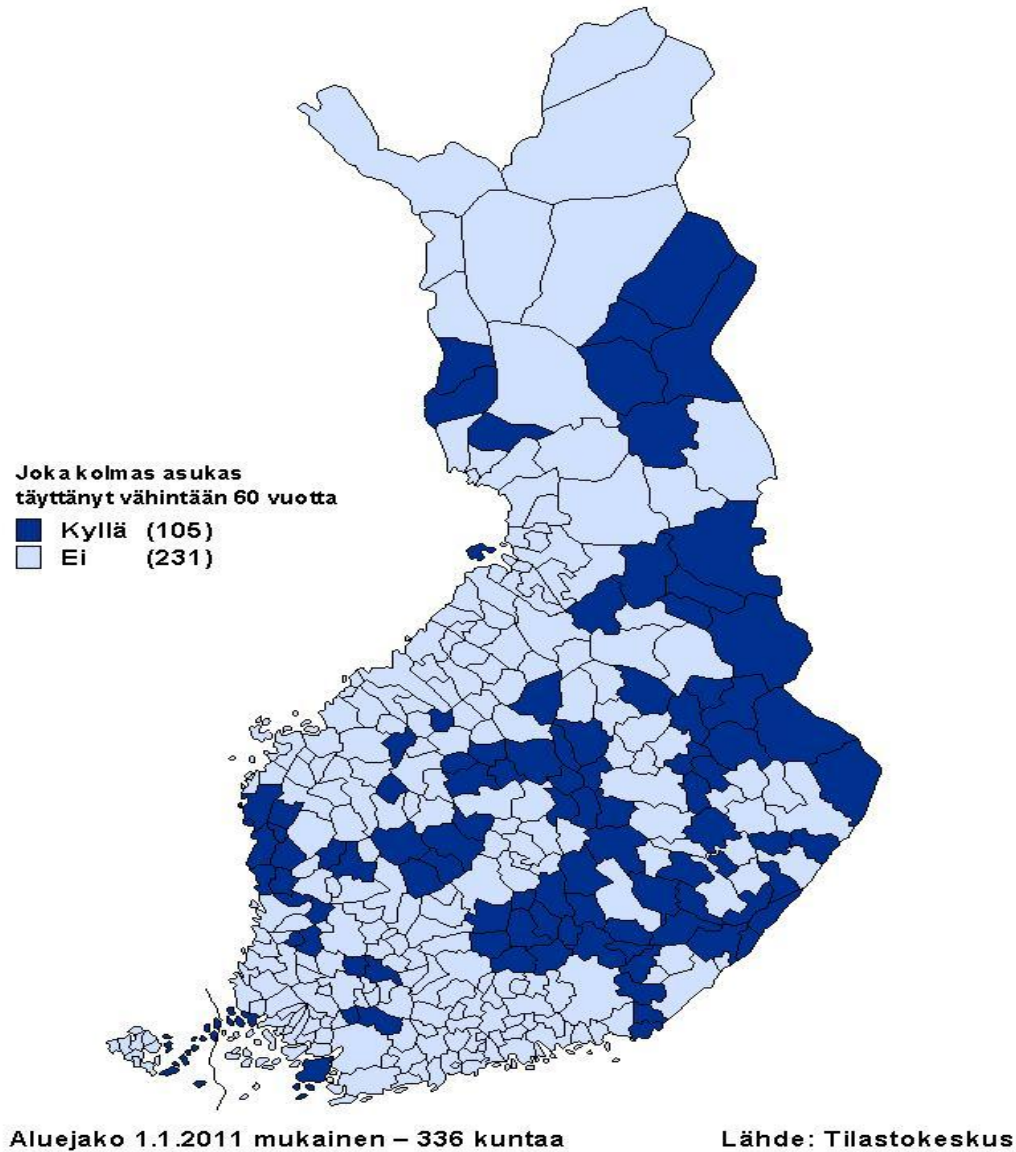 Joka kolmas asukas
täyttänyt vähintään 60 vuotta
Kyllä (105)
Ei (231)
Aluejako 1.1.2011 mukainen – 336 kuntaa
Lähde: Tilastokeskus